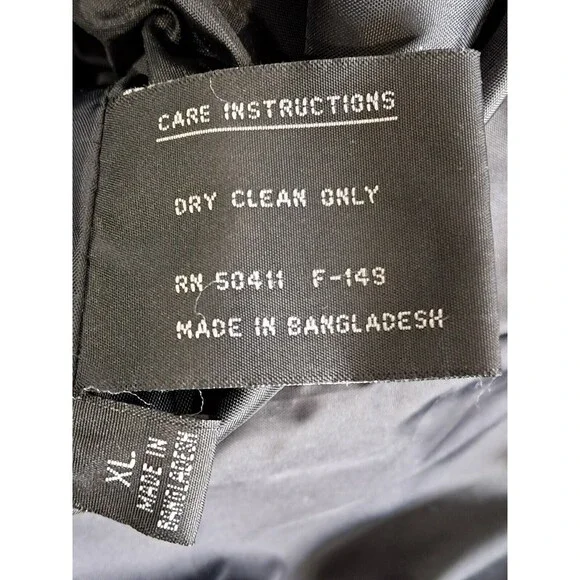 CARE INSTRUCTIONS
DRY CLEAN ONLY
RN 50411 F-149
MADE IN BANGLADESH
XL
MADE IN
BANGLADESH